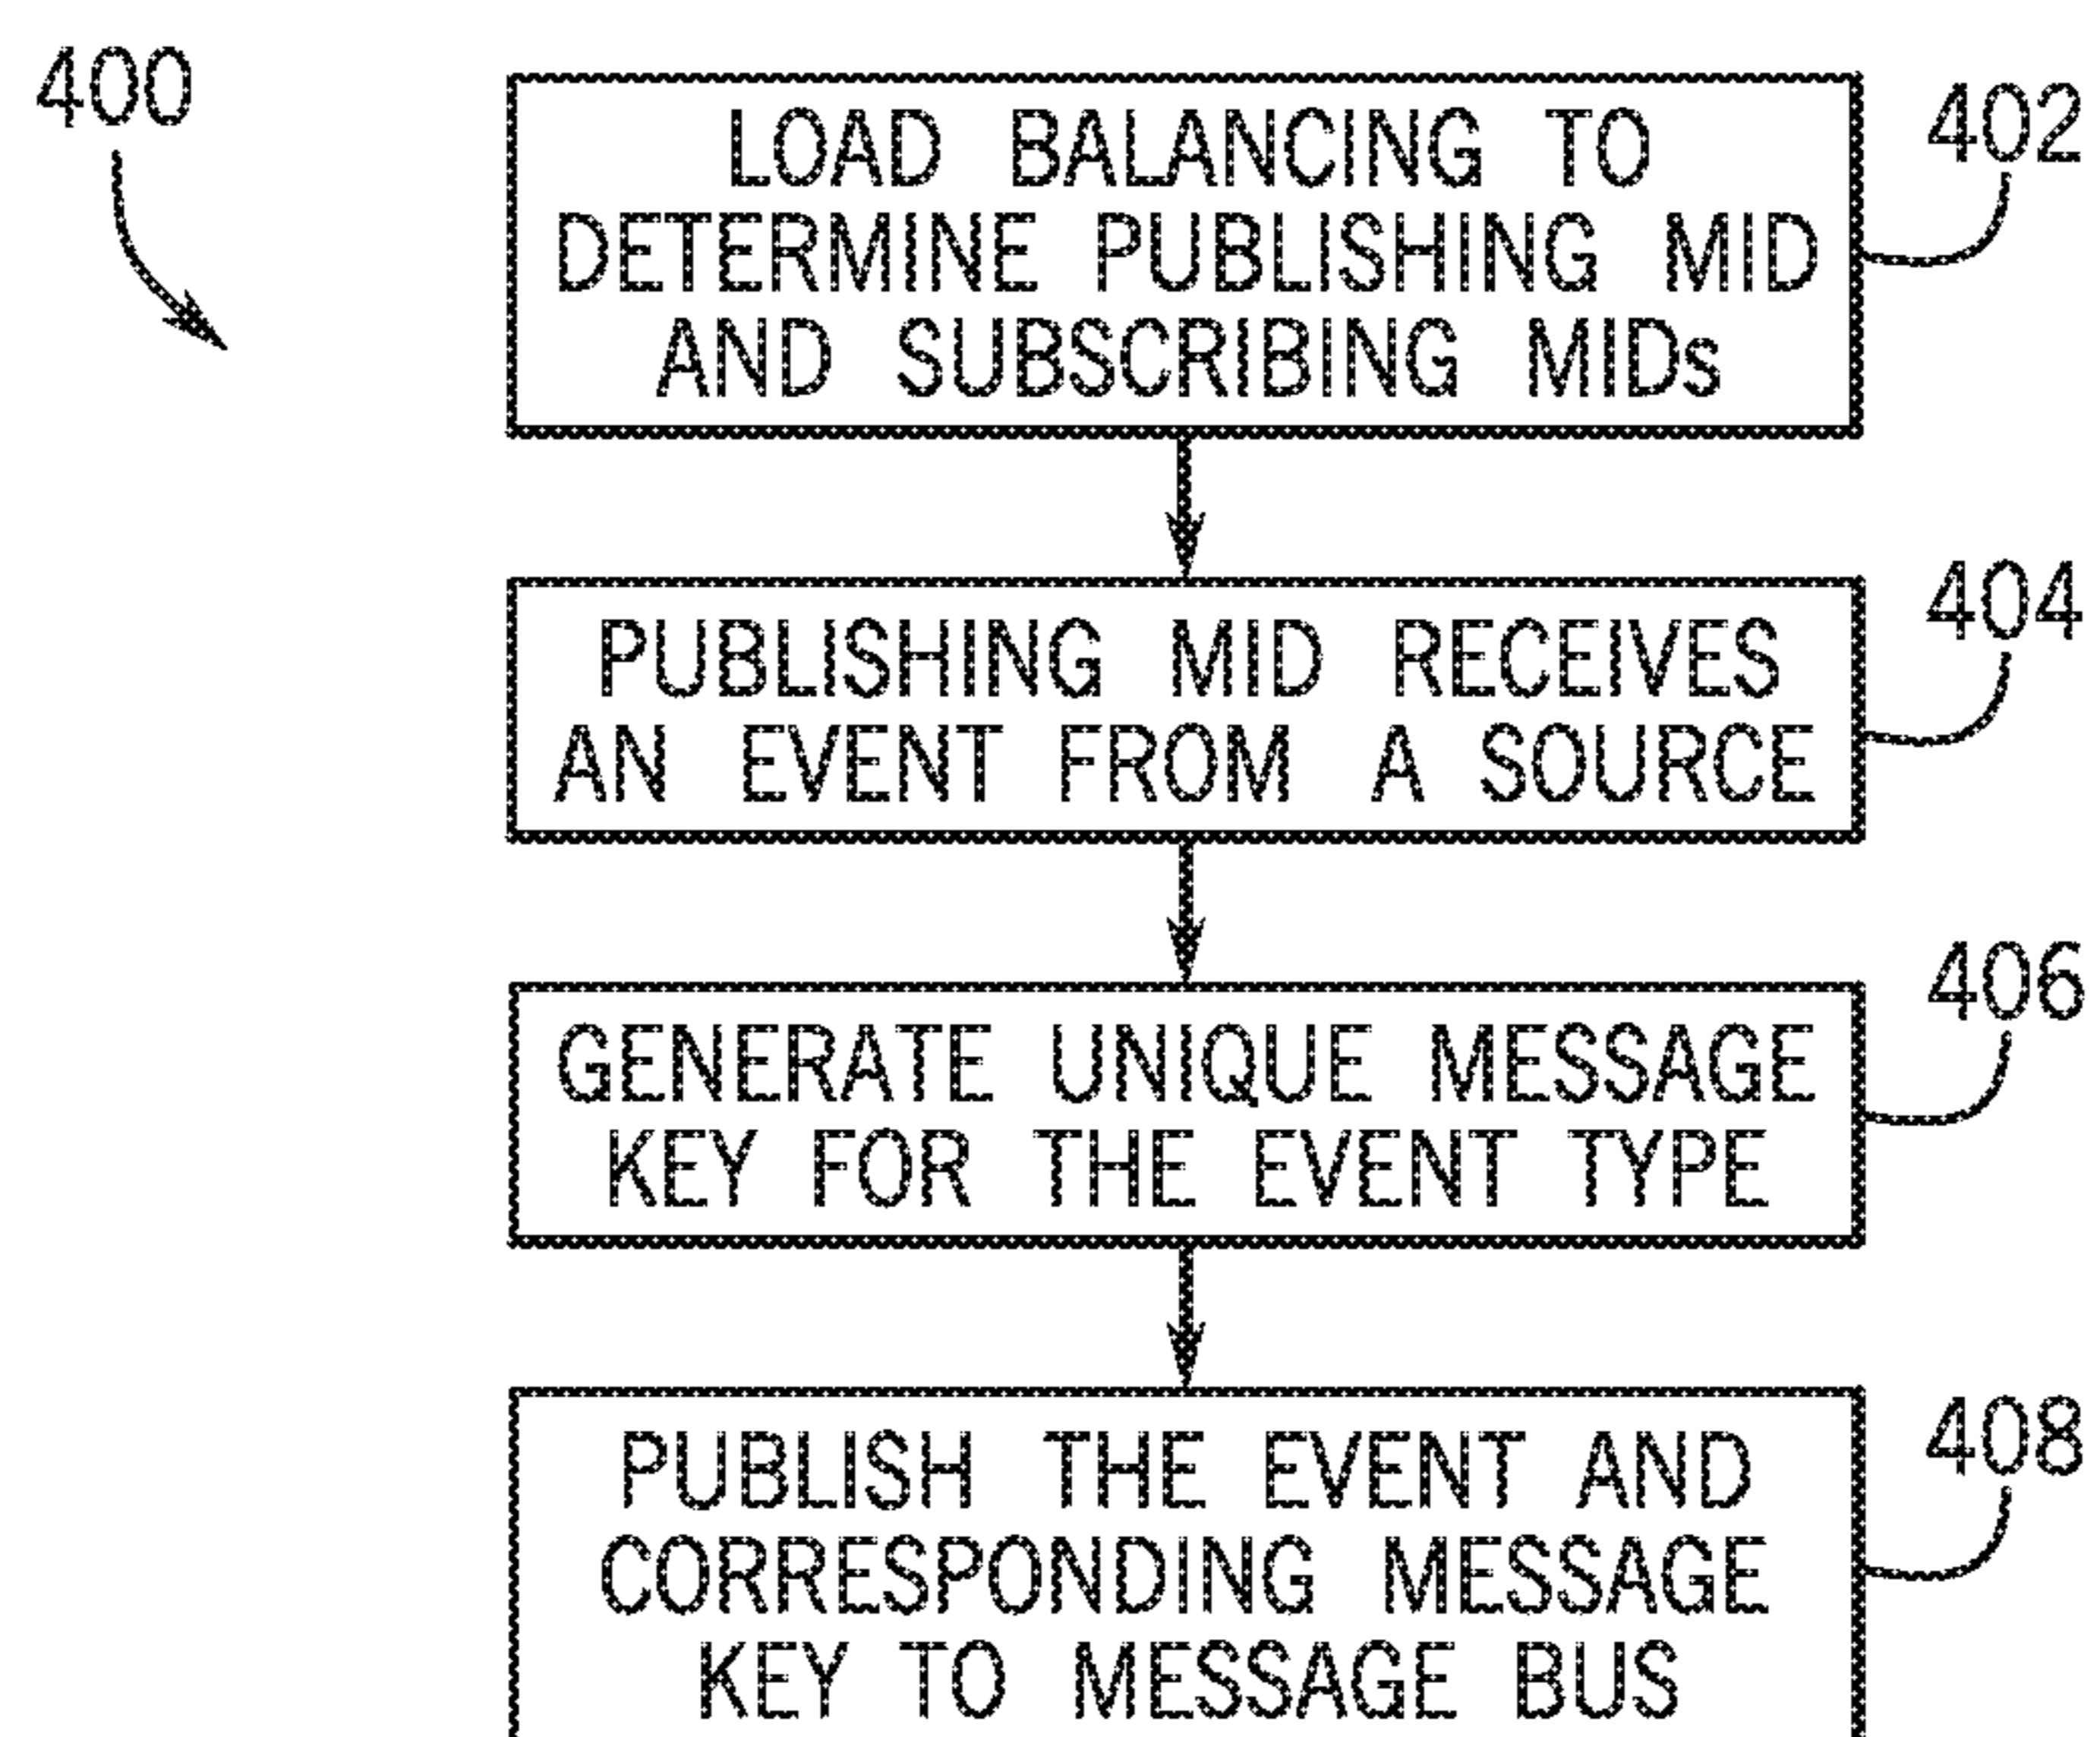 400
LOAD BALANCING TO
DETERMINE PUBLISHING MID
AND SUBSCRIBING MIDs
402
PUBLISHING MID RECEIVES
AN EVENT FROM A SOURCE
404
GENERATE UNIQUE MESSAGE
KEY FOR THE EVENT TYPE
406
PUBLISH THE EVENT AND
CORRESPONDING MESSAGE
KEY TO MESSAGE BUS
408